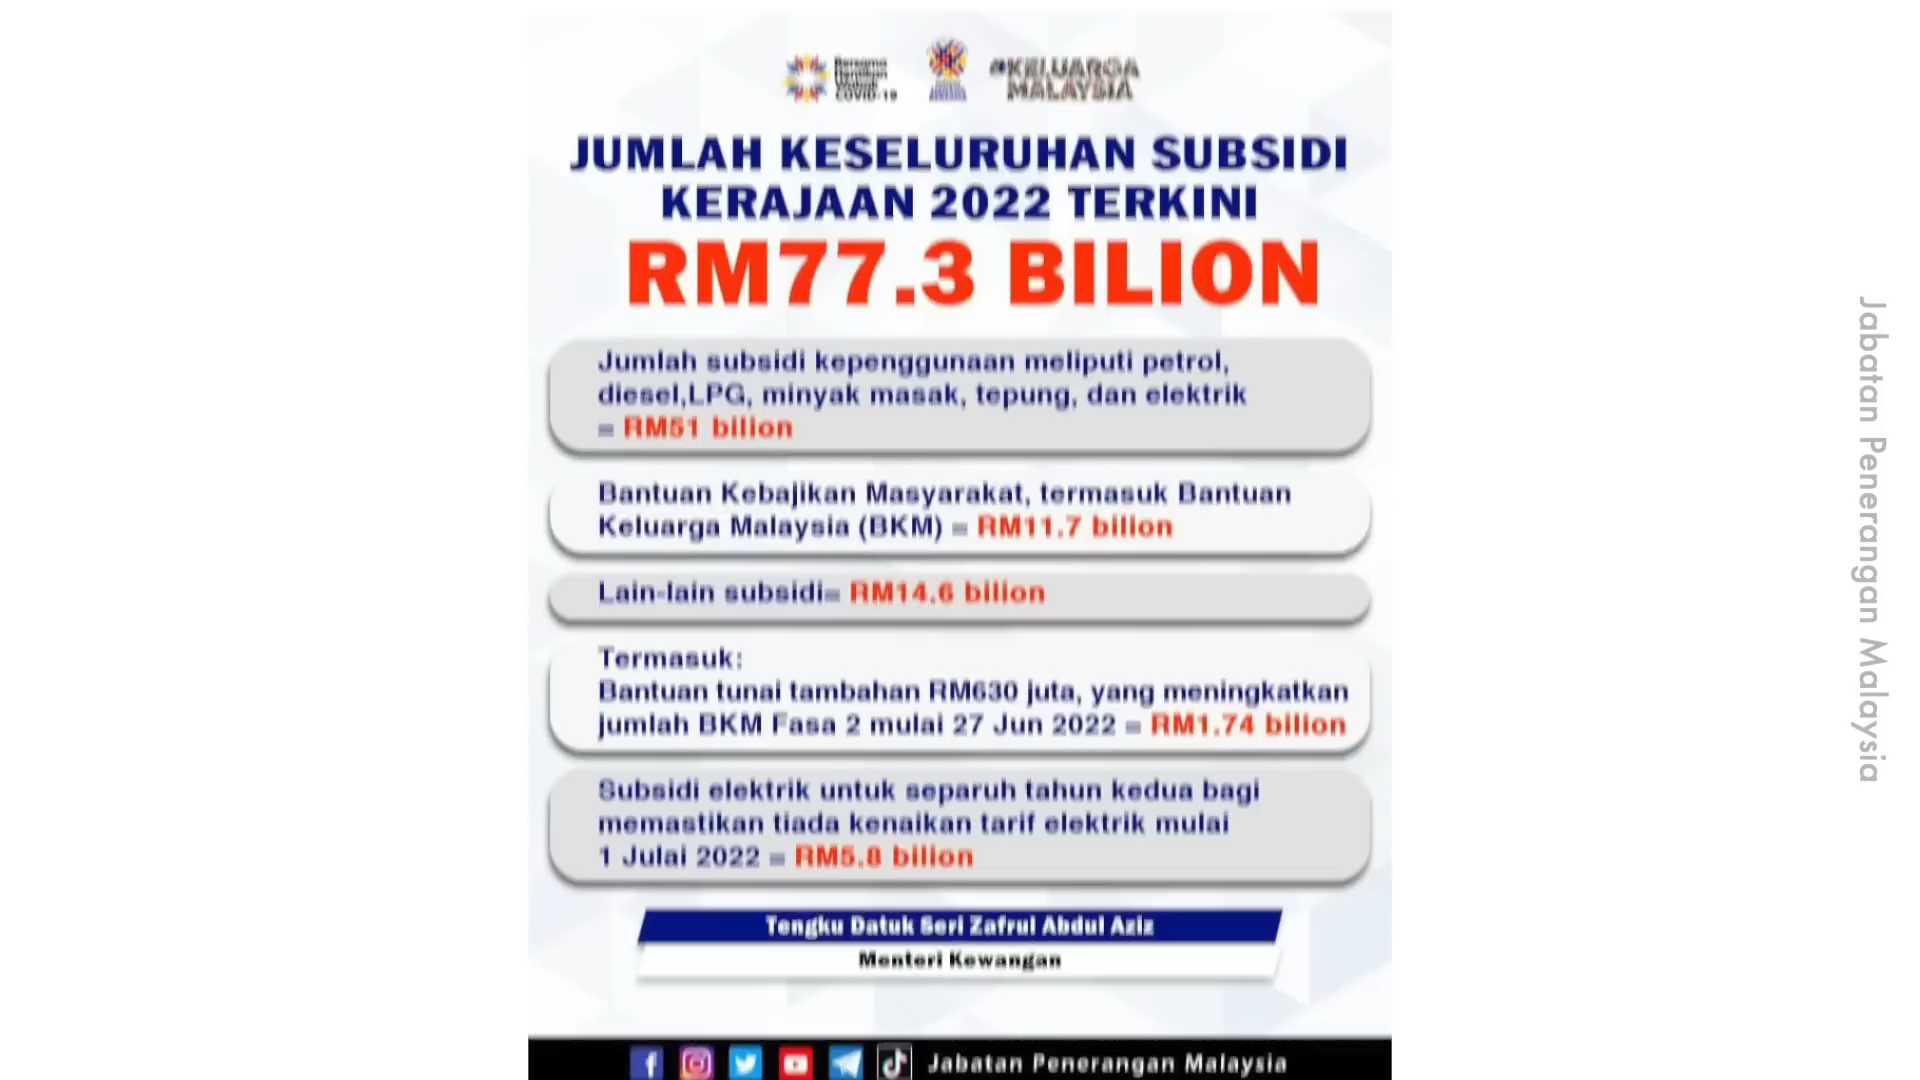 COVID-19
#KELUARGA
MALAYSIA
JUMLAH KESELURUHAN SUBSIDI
KERAJAAN 2022 TERKINI
RM77.3 BILION
Jumlah subsidi kepenggunaan meliputi petrol,
diesel,LPG, minyak masak, tepung, dan elektrik
= RM51 bilion
Bantuan Kebajikan Masyarakat, termasuk Bantuan
Keluarga Malaysia (BKM) = RM11.7 bilion
Lain-lain subsidi= RM14.6 bilion
Termasuk:
Bantuan tunai tambahan RM630 juta, yang meningkatkan
jumlah BKM Fasa 2 mulai 27 Jun 2022 = RM1.74 bilion
Subsidi elektrik untuk separuh tahun kedua bagi
memastikan tiada kenaikan tarif elektrik mulai
1 Julai 2022 = RM5.8 bilion
Tengku Datuk Seri Zafrul Abdul Aziz
Menteri Kewangan
Jabatan Penerangan Malaysia
Jabatan Penerangan Malaysia